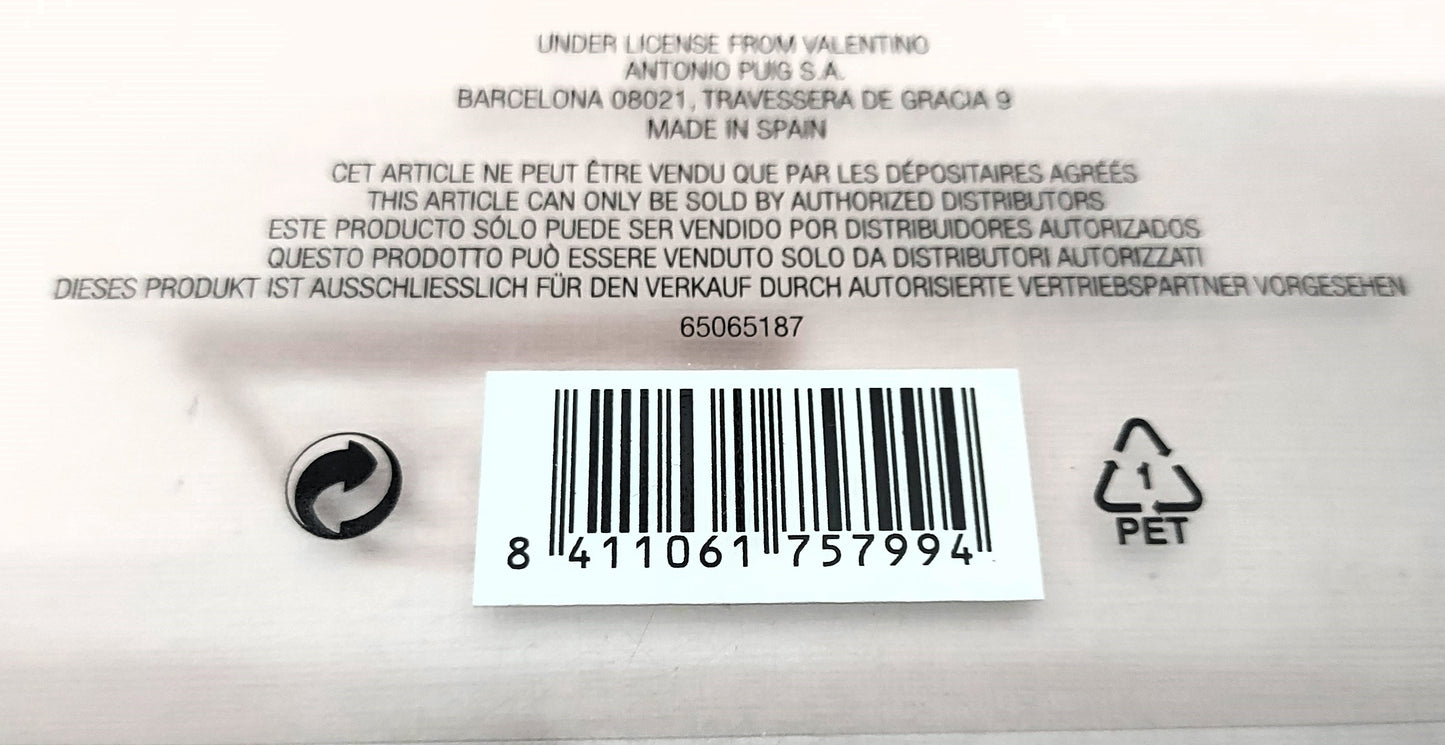 UNDER LICENSE FROM VALENTINO
ANTONIO PUIG S.A.
BARCELONA 08021, TRAVESSERA DE GRACIA 9
MADE IN SPAIN
CET ARTICLE NE PEUT ÊTRE VENDU QUE PAR LES DÉPOSITAIRES AGRÉÉS
THIS ARTICLE CAN ONLY BE SOLD BY AUTHORIZED DISTRIBUTORS
ESTE PRODUCTO SÓLO PUEDE SER VENDIDO POR DISTRIBUIDORES AUTORIZADOS
QUESTO PRODOTTO PUÒ ESSERE VENDUTO SOLO DA DISTRIBUTORI AUTORIZZATI
DIESES PRODUKT IST AUSSCHLIESSLICH FÜR DEN VERKAUF DURCH AUTORISIERTE VERTRIEBSPARTNER VORGESEHEN
65065187
8 411061 757994
1
PET